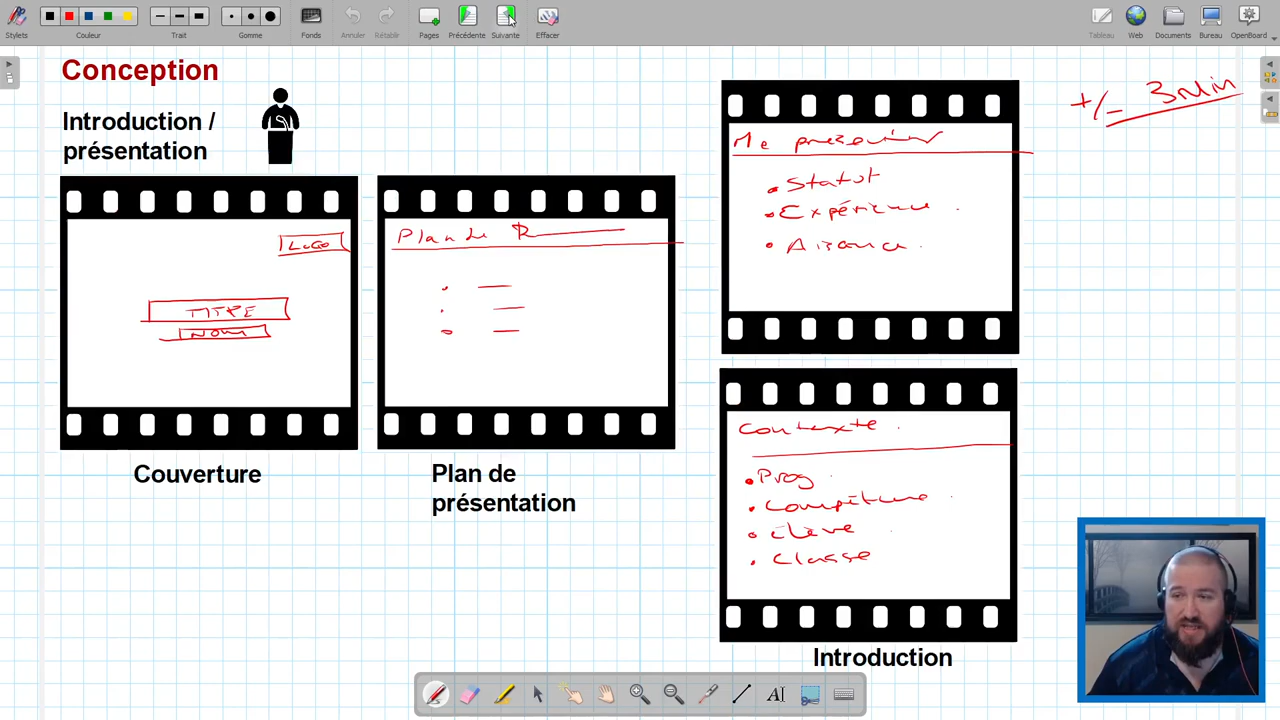 Stylets
Couleur
Trait
Gomme
Fonds
Annuler
Rétablir
Pages
Précédente
Suivante
Effacer
Tableau
Web
Documents
Bureau
OpenBoard
Conception
Introduction /
présentation
LOGO
TITRE
NOM
Couverture
Plan de R
Plan de
présentation
+/- 3 Min
Me présenter
• Statut
• Expérience
• Aisance
Contexte
• Prog
• Compétence
• Élève
• Classe
Introduction